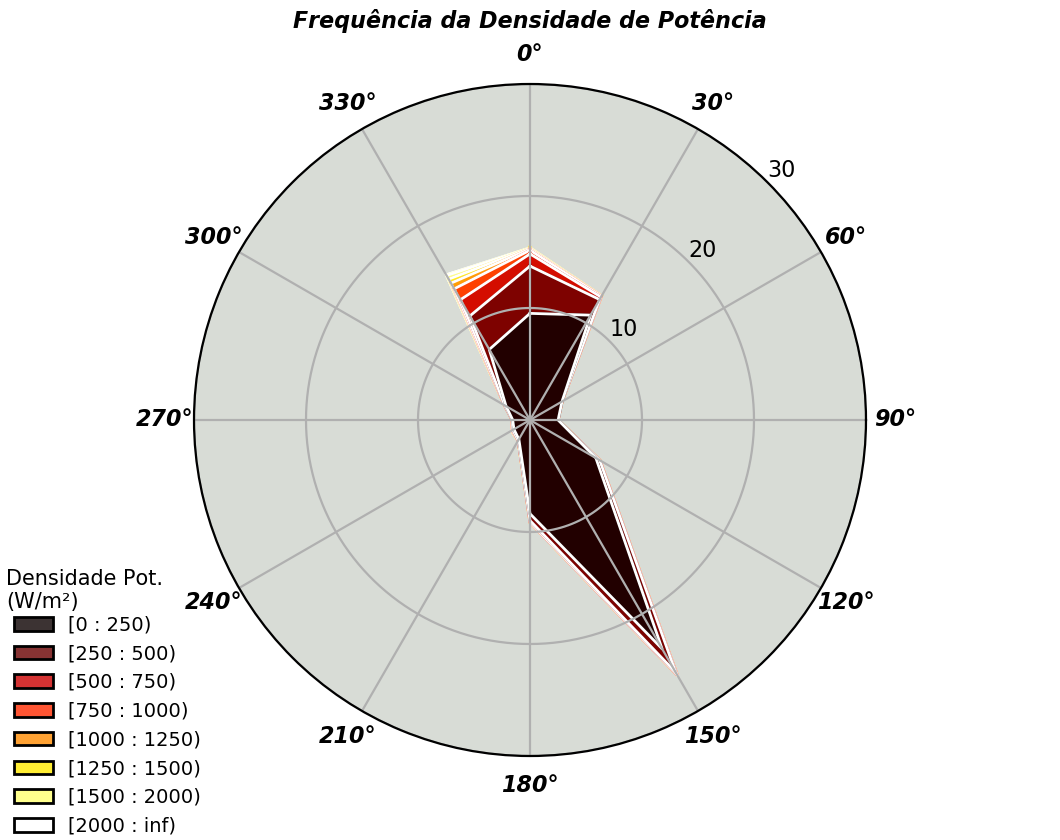 Frequência da Densidade de Potência
0°
330°
30°
30
300°
60°
20
10
270°
90°
240°
120°
210°
150°
180°
Densidade Pot.
(W/m²)
[0 : 250)
[250 : 500)
[500 : 750)
[750 : 1000)
[1000 : 1250)
[1250 : 1500)
[1500 : 2000)
[2000 : inf)